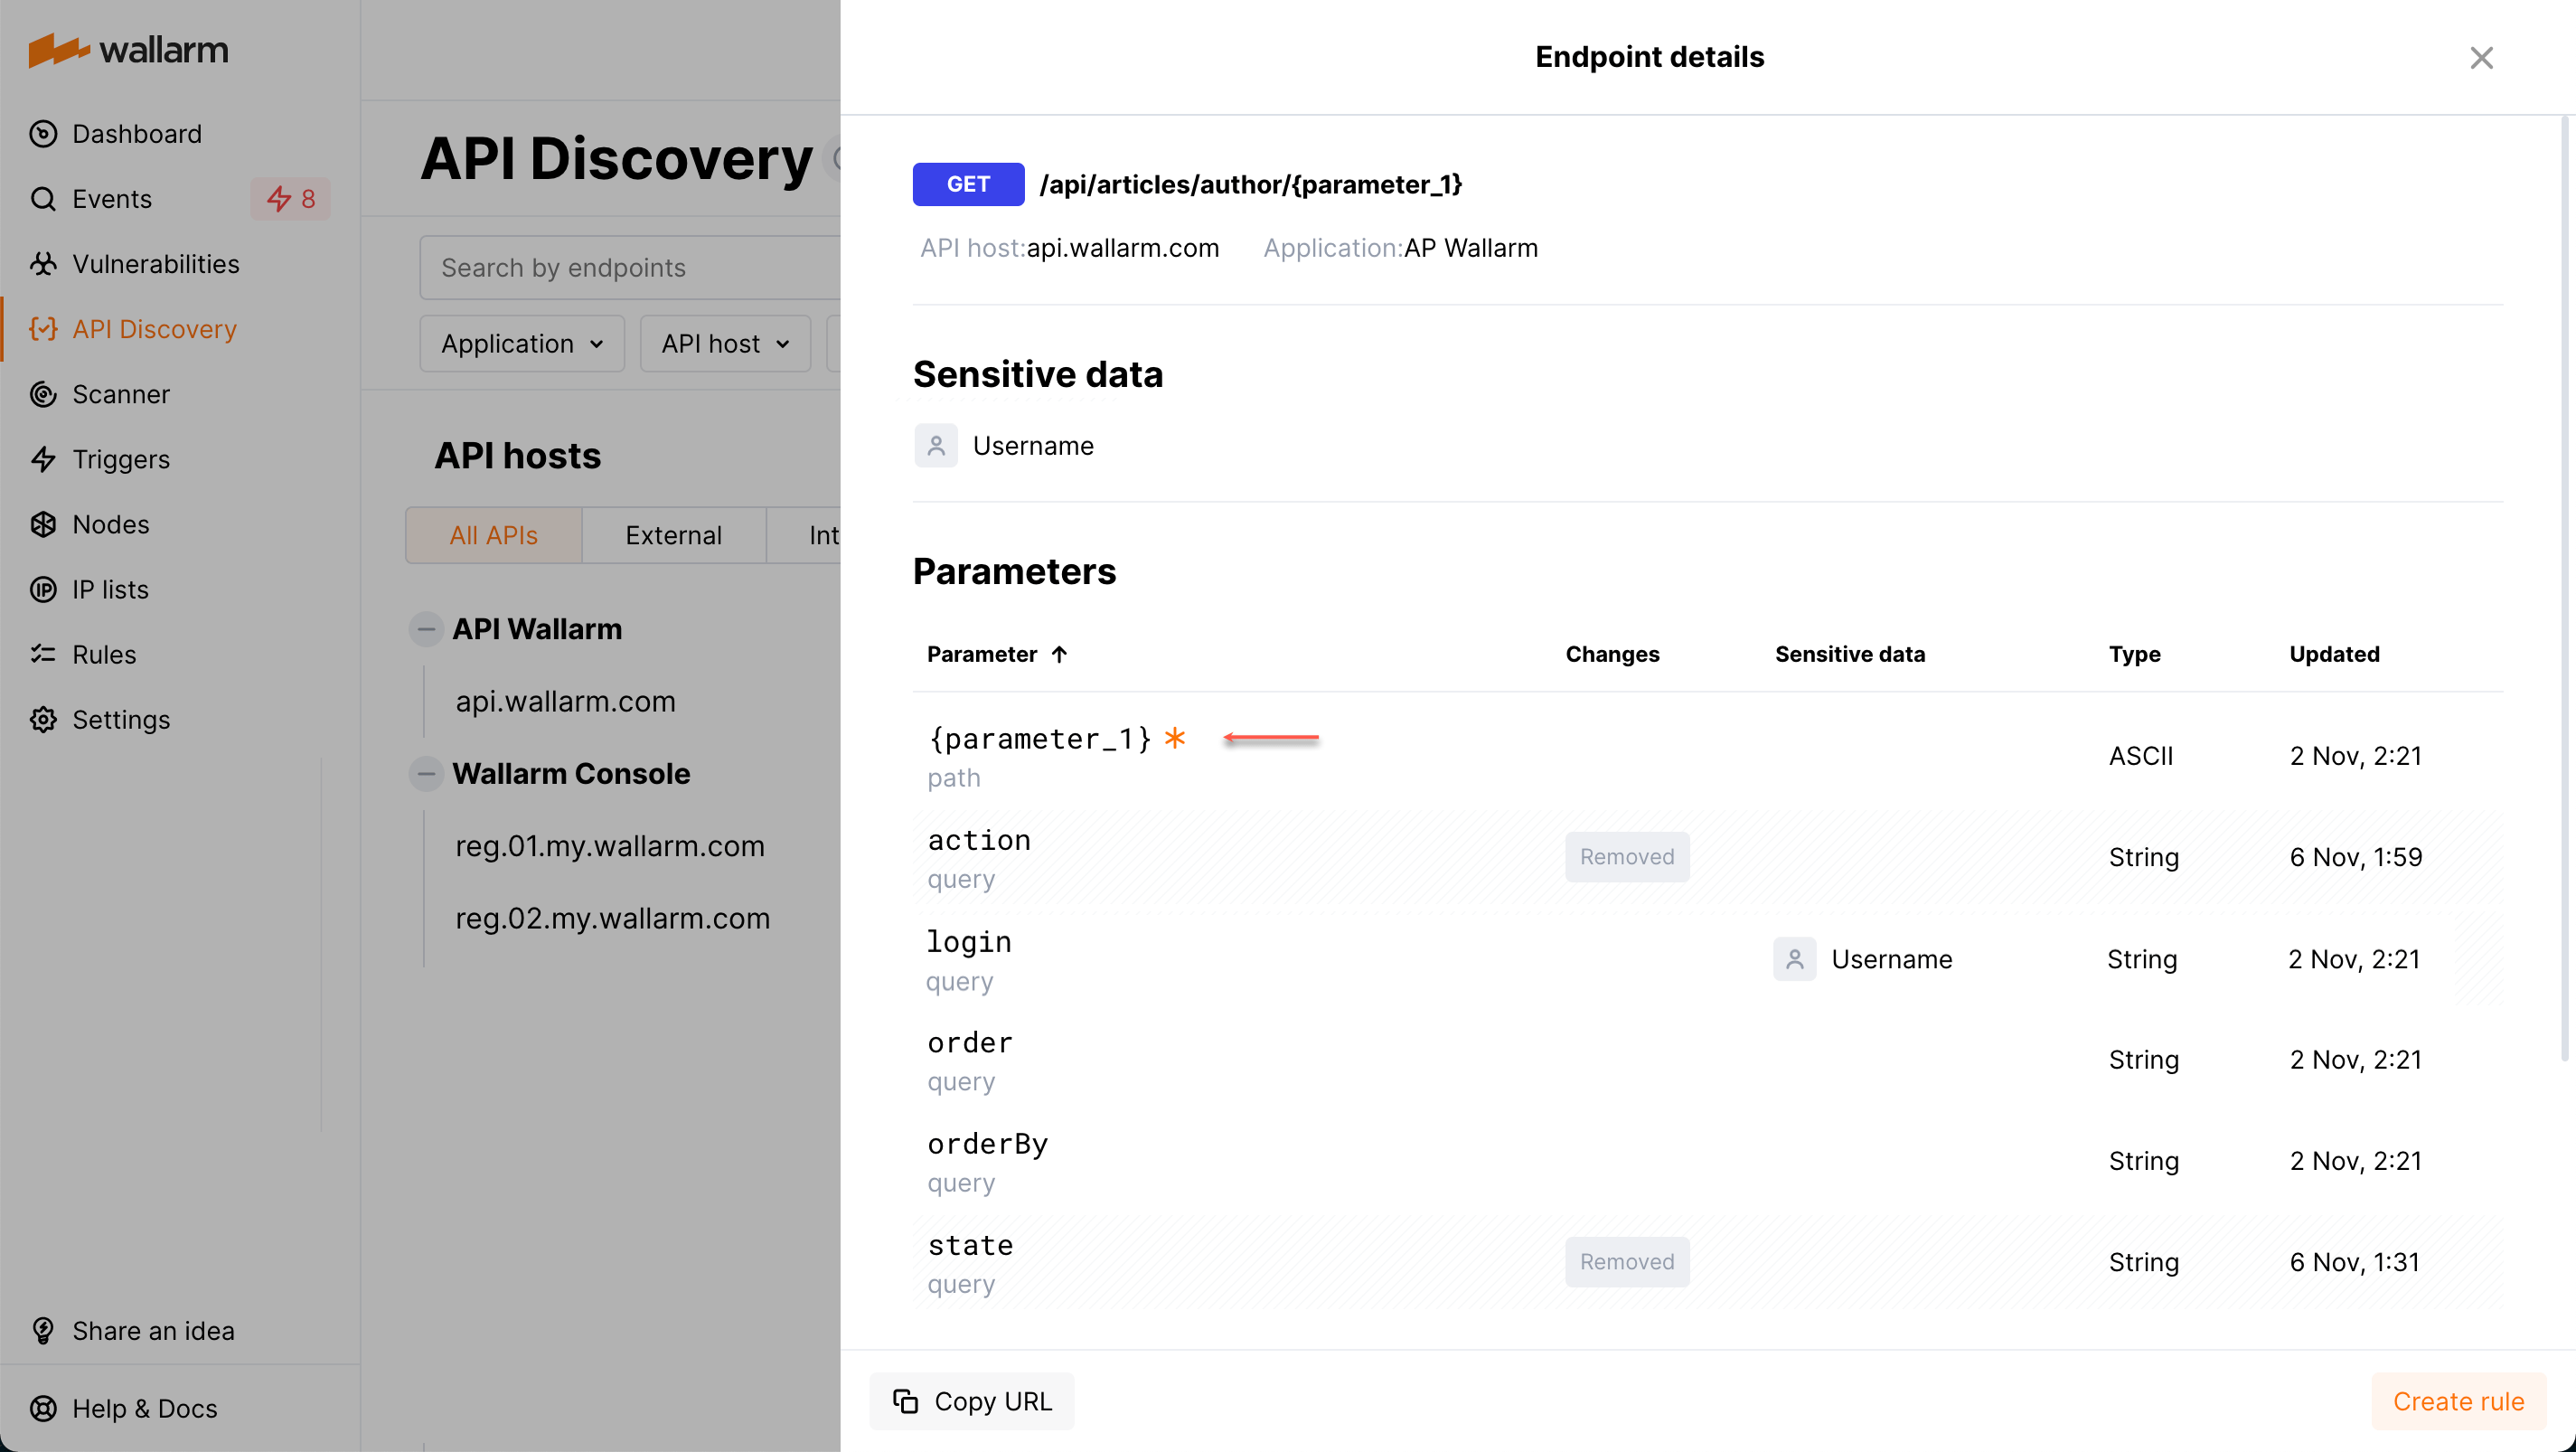 wallarm
Dashboard
Events 8
Vulnerabilities
API Discovery
Scanner
Triggers
Nodes
IP lists
Rules
Settings
Share an idea
Help & Docs
API Discovery
Search by endpoints
Application
API host
API hosts
All APIs External Int
API Wallarm
api.wallarm.com
Wallarm Console
reg.01.my.wallarm.com
reg.02.my.wallarm.com
Endpoint details
GET /api/articles/author/{parameter_1}
API host:api.wallarm.com Application:AP Wallarm
Sensitive data
Username
Parameters
Parameter Changes Sensitive data Type Updated
{parameter_1} * ASCII 2 Nov, 2:21
path
action Removed String 6 Nov, 1:59
query
login Username String 2 Nov, 2:21
query
order String 2 Nov, 2:21
query
orderBy String 2 Nov, 2:21
query
state Removed String 6 Nov, 1:31
query
Copy URL
Create rule